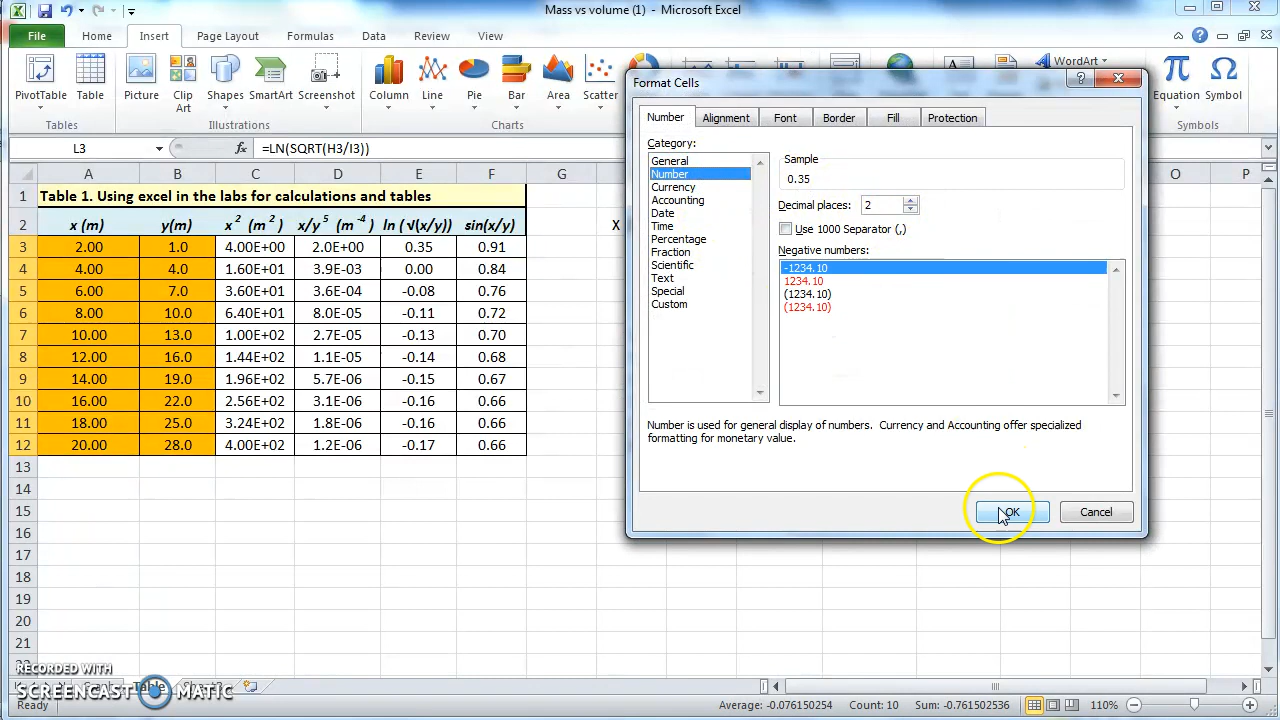 Mass vs volume (1) - Microsoft Excel
File Home Insert Page Layout Formulas Data Review View
WordArt
PivotTable Table Picture Clip Art Shapes SmartArt Screenshot Column Line Pie Bar Area Scatter Equation Symbol
Tables Illustrations Charts Symbols
L3 fx =LN(SQRT(H3/I3))
A B C D E F G O P
1 Table 1. Using excel in the labs for calculations and tables
2 x (m) y(m) x² (m²) x/y⁵ (m⁻⁴) ln (√(x/y)) sin(x/y) X
3 2.00 1.0 4.00E+00 2.0E+00 0.35 0.91
4 4.00 4.0 1.60E+01 3.9E-03 0.00 0.84
5 6.00 7.0 3.60E+01 3.6E-04 -0.08 0.76
6 8.00 10.0 6.40E+01 8.0E-05 -0.11 0.72
7 10.00 13.0 1.00E+02 2.7E-05 -0.13 0.70
8 12.00 16.0 1.44E+02 1.1E-05 -0.14 0.68
9 14.00 19.0 1.96E+02 5.7E-06 -0.15 0.67
10 16.00 22.0 2.56E+02 3.1E-06 -0.16 0.66
11 18.00 25.0 3.24E+02 1.8E-06 -0.16 0.66
12 20.00 28.0 4.00E+02 1.2E-06 -0.17 0.66
13
14
15
16
17
18
19
20
21
Format Cells
Number Alignment Font Border Fill Protection
Category:
General
Number
Currency
Accounting
Date
Time
Percentage
Fraction
Scientific
Text
Special
Custom
Sample
0.35
Decimal places: 2
Use 1000 Separator (,)
Negative numbers:
-1234.10
1234.10
(1234.10)
(1234.10)
Number is used for general display of numbers. Currency and Accounting offer specialized
formatting for monetary value.
OK Cancel
RECORDED WITH
SCREENCAST MATIC
Table
Ready Average: -0.076150254 Count: 10 Sum: -0.761502536 110%